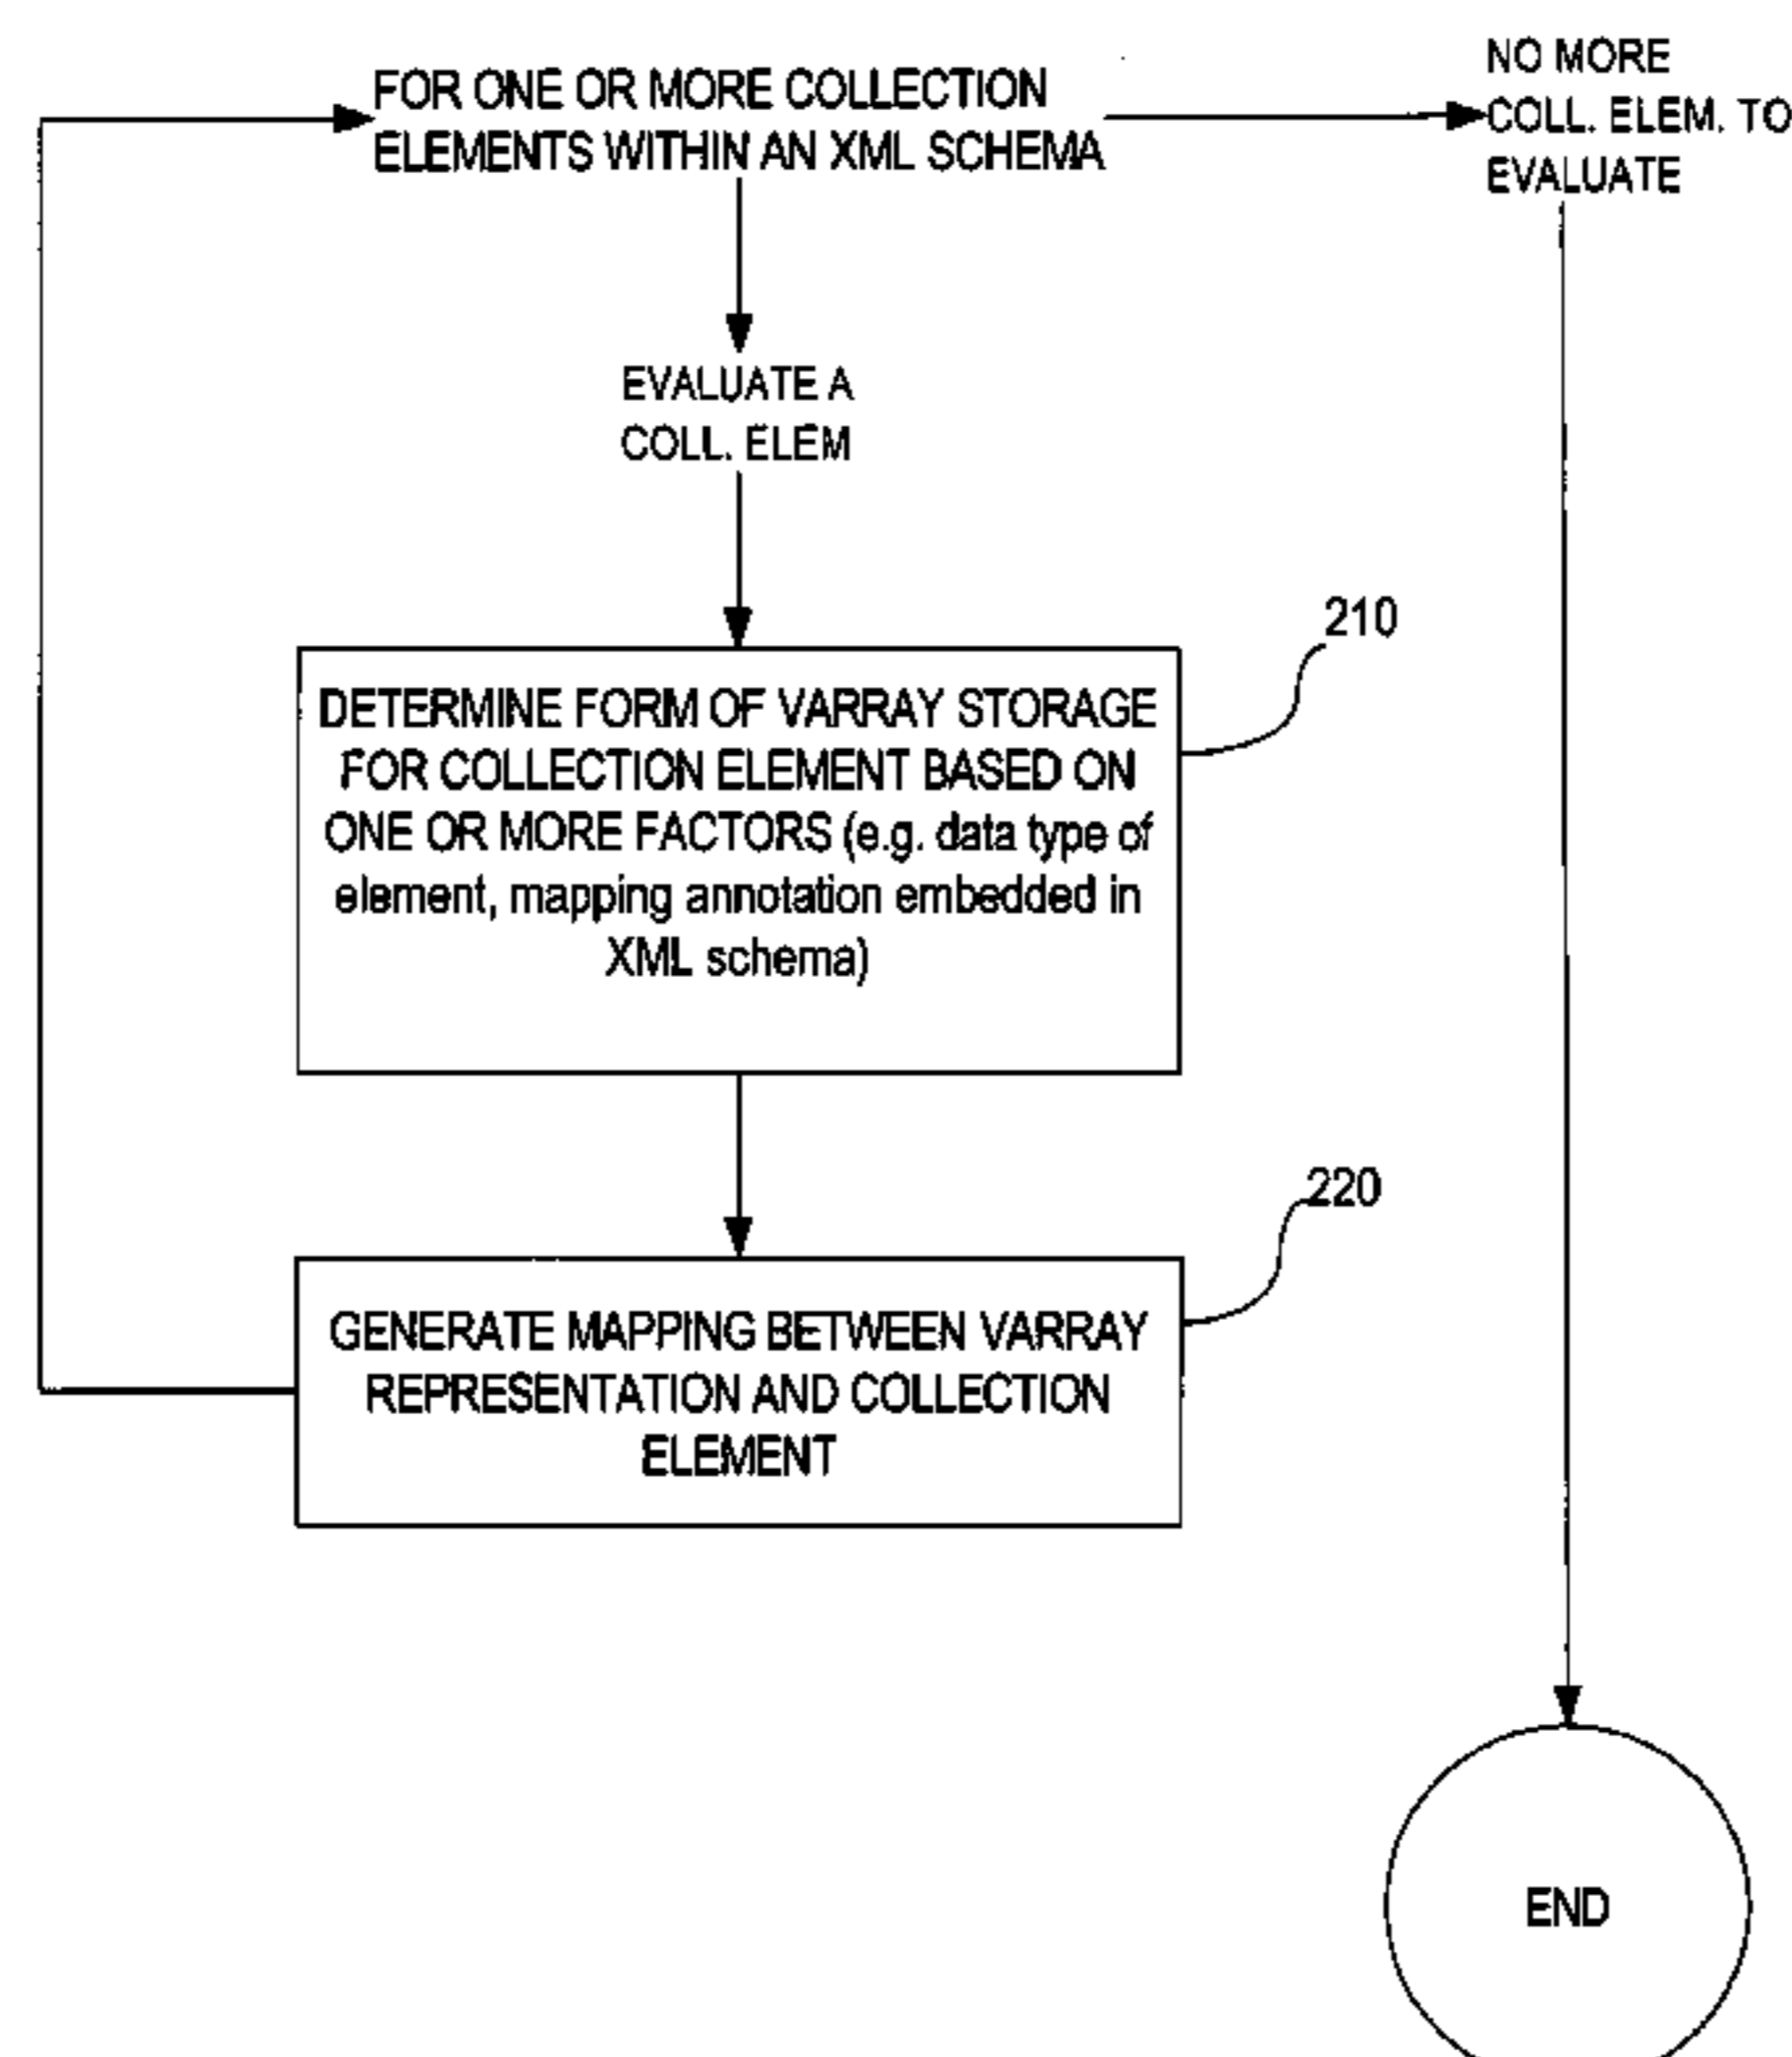 FOR ONE OR MORE COLLECTION
ELEMENTS WITHIN AN XML SCHEMA
NO MORE
COLL. ELEM. TO
EVALUATE
EVALUATE A
COLL. ELEM
210
DETERMINE FORM OF VARRAY STORAGE
FOR COLLECTION ELEMENT BASED ON
ONE OR MORE FACTORS (e.g. data type of
element, mapping annotation embedded in
XML schema)
220
GENERATE MAPPING BETWEEN VARRAY
REPRESENTATION AND COLLECTION
ELEMENT
END